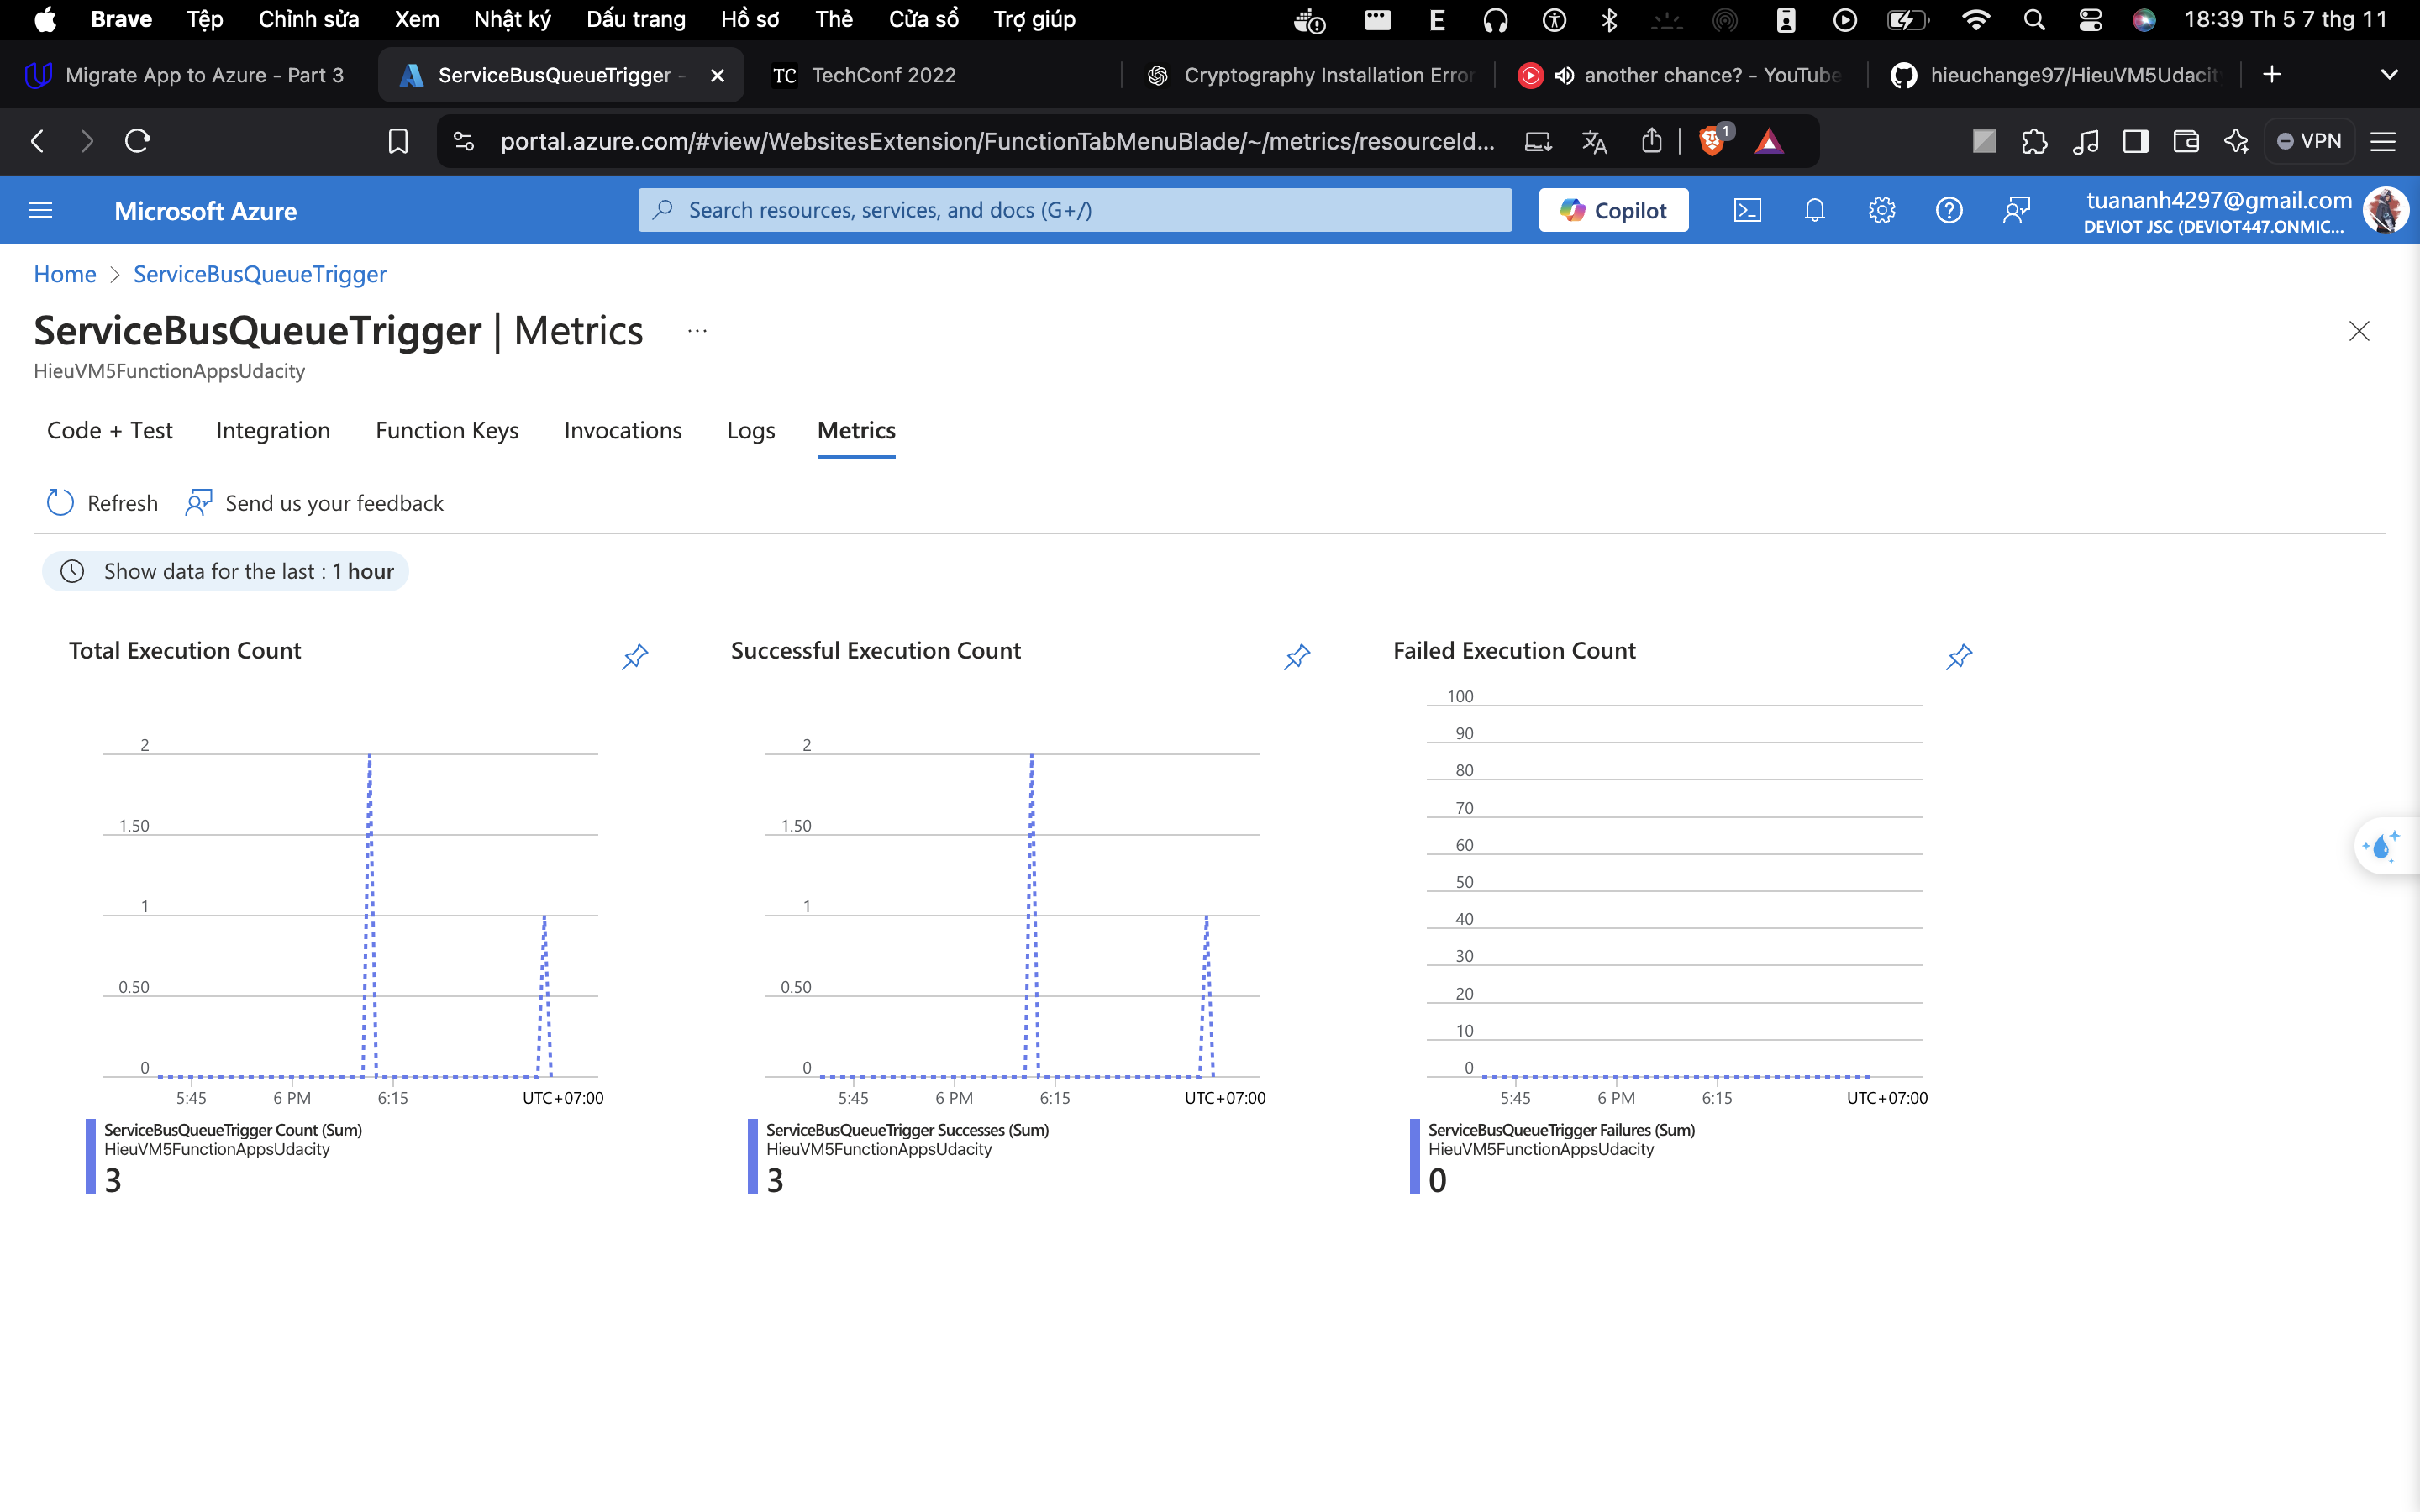 Brave Tệp Chỉnh sửa Xem Nhật ký Dấu trang Hồ sơ Thẻ Cửa sổ Trợ giúp E 18:39 Th 5 7 thg 11
Migrate App to Azure - Part 3 ServiceBusQueueTrigger - TC TechConf 2022 Cryptography Installation Error another chance? - YouTube hieuchange97/HieuVM5Udacit
portal.azure.com/#view/WebsitesExtension/FunctionTabMenuBlade/~/metrics/resourceId... 1 VPN
Microsoft Azure Search resources, services, and docs (G+/) Copilot tuananh4297@gmail.com
DEVIOT JSC (DEVIOT447.ONMIC...
Home > ServiceBusQueueTrigger
ServiceBusQueueTrigger | Metrics ...
HieuVM5FunctionAppsUdacity
Code + Test Integration Function Keys Invocations Logs Metrics
Refresh Send us your feedback
Show data for the last : 1 hour
Total Execution Count
2
1.50
1
0.50
0
5:45 6 PM 6:15 UTC+07:00
ServiceBusQueueTrigger Count (Sum)
HieuVM5FunctionAppsUdacity
3
Successful Execution Count
2
1.50
1
0.50
0
5:45 6 PM 6:15 UTC+07:00
ServiceBusQueueTrigger Successes (Sum)
HieuVM5FunctionAppsUdacity
3
Failed Execution Count
100
90
80
70
60
50
40
30
20
10
0
5:45 6 PM 6:15 UTC+07:00
ServiceBusQueueTrigger Failures (Sum)
HieuVM5FunctionAppsUdacity
0